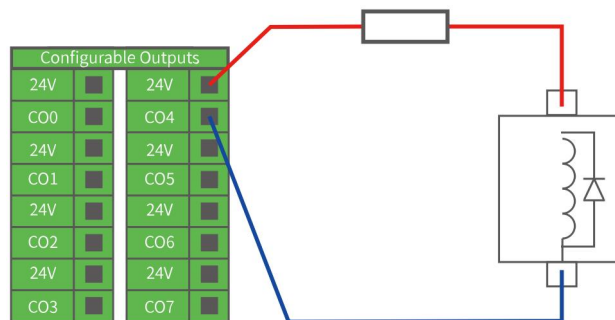 Configurable Outputs
24V 24V
CO0 CO4
24V 24V
CO1 CO5
24V 24V
CO2 CO6
24V 24V
CO3 CO7